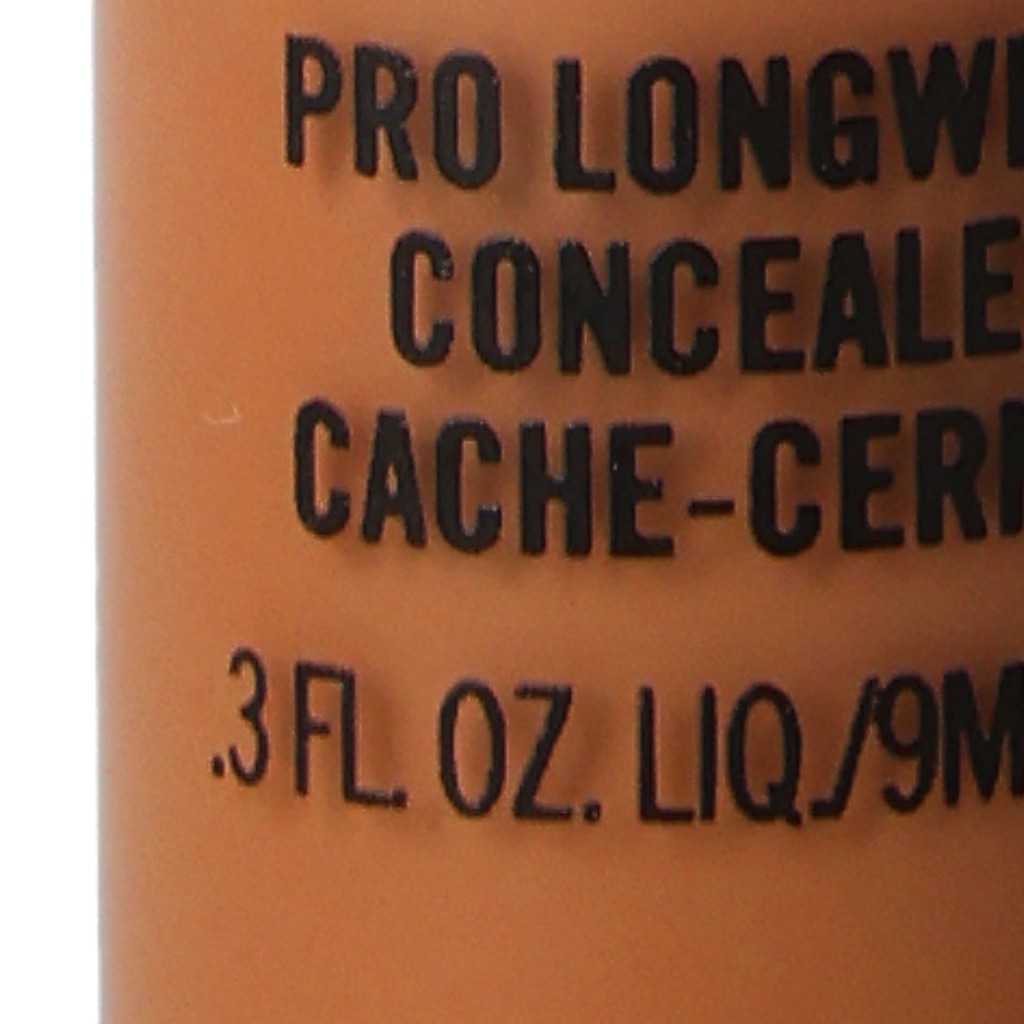 PRO LONGW
CONCEALE
CACHE-CER
.3 FL. OZ. LIQ./9M